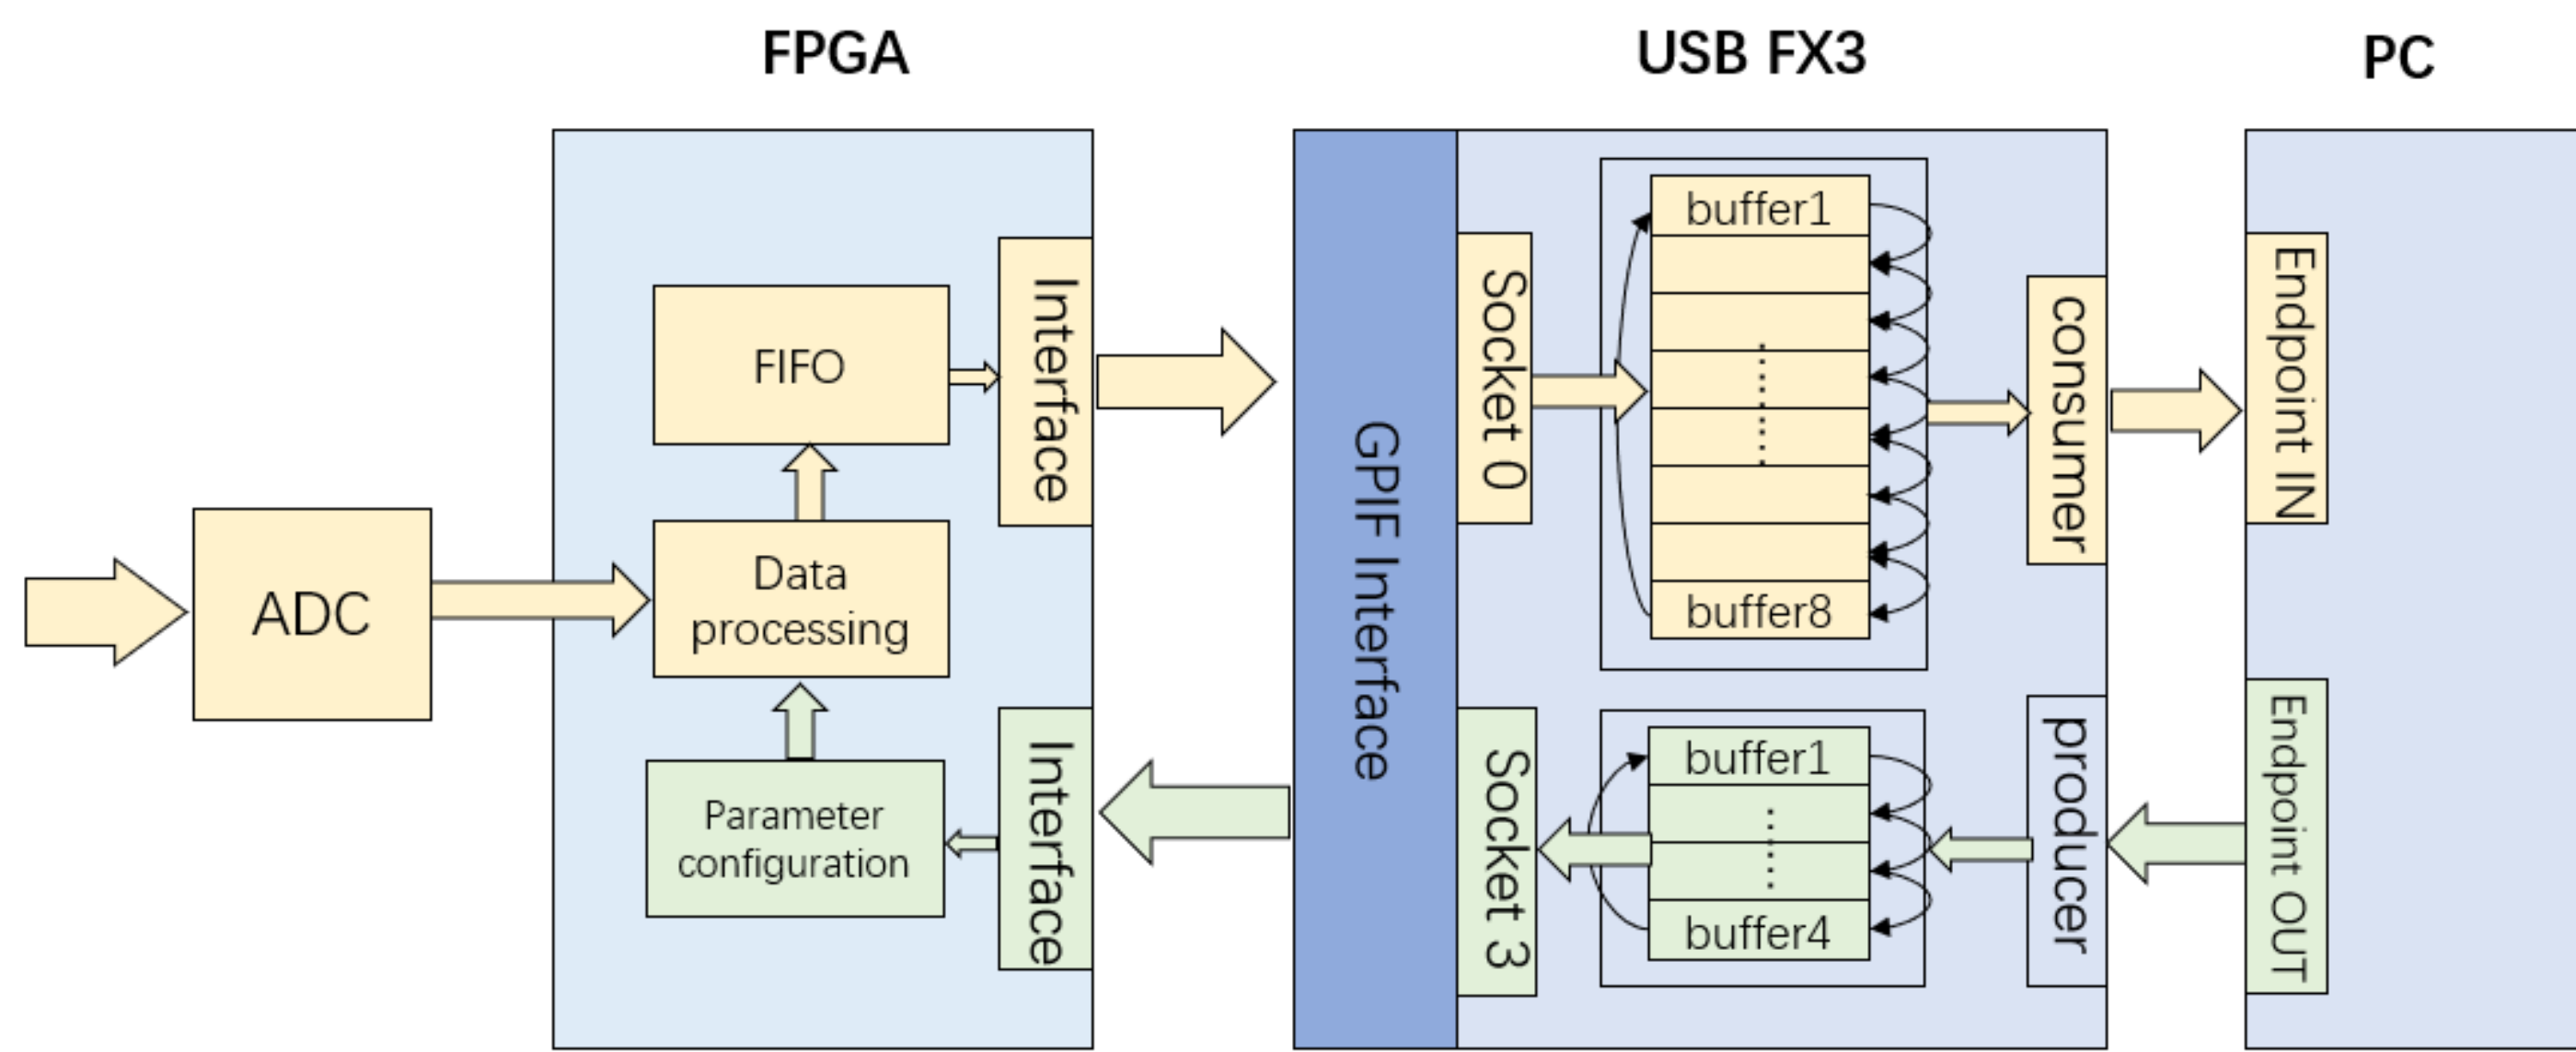 FPGA
USB FX3
PC
ADC
FIFO
Data
processing
Parameter
configuration
Interface
Interface
GPIF Interface
Socket 0
buffer1
buffer8
consumer
Socket 3
buffer1
buffer4
producer
Endpoint IN
Endpoint OUT